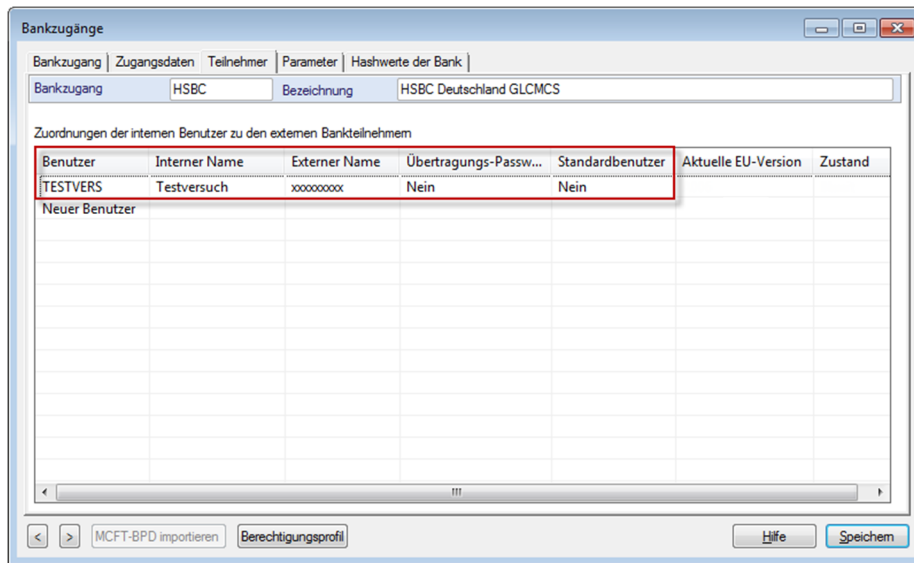 Bankzugänge
Bankzugang Zugangsdaten Teilnehmer Parameter Hashwerte der Bank
Bankzugang HSBC Bezeichnung HSBC Deutschland GLCMCS
Zuordnungen der internen Benutzer zu den externen Bankteilnehmern
Benutzer Interner Name Externer Name Übertragungs-Passw... Standardbenutzer Aktuelle EU-Version Zustand
TESTVERS Testversuch xxxxxxxxx Nein Nein
Neuer Benutzer
< > MCFT-BPD importieren Berechtigungsprofil Hilfe Speichern